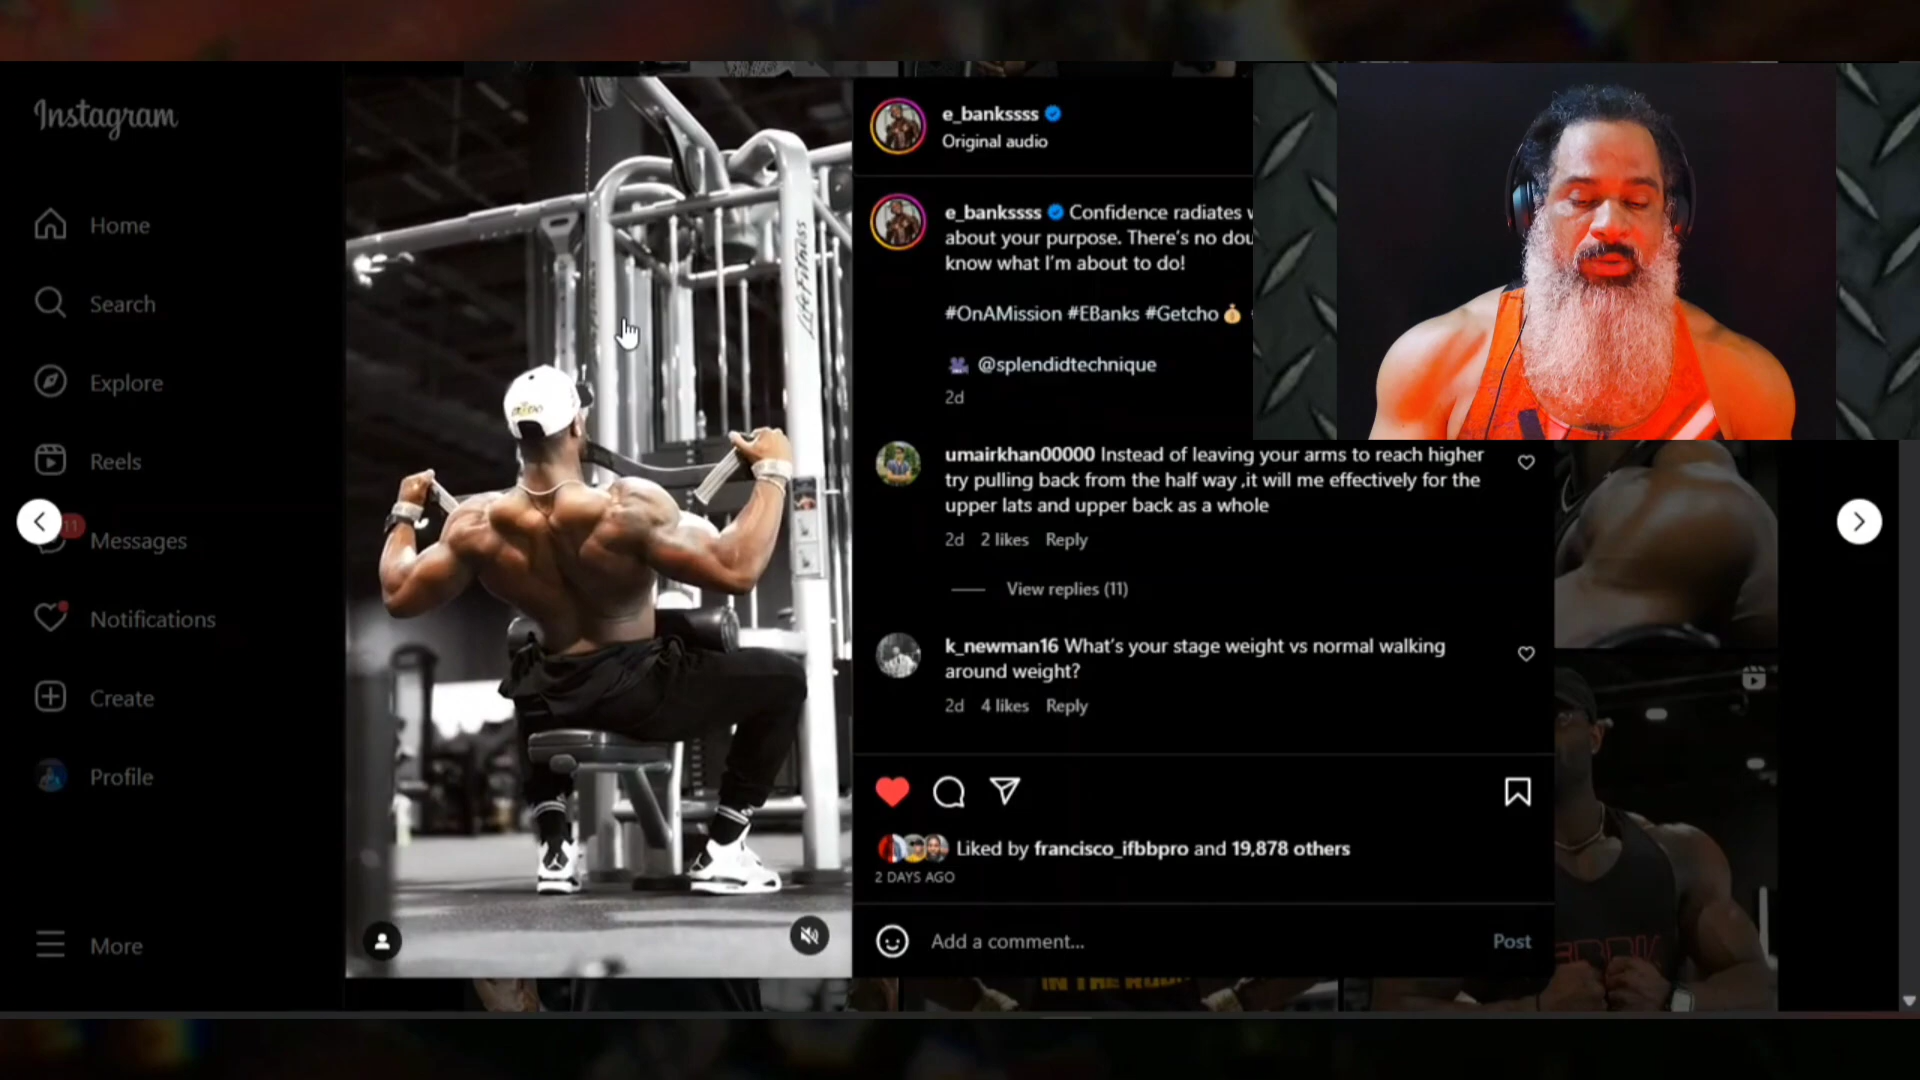 Instagram
Home
Search
Explore
Reels
11
Messages
Notifications
Create
Profile
More
LifeFitness
e_bankssss
Original audio
e_bankssss Confidence radiates
about your purpose. There's no
know what I'm about to do!
#OnAMission #EBanks #Getcho💰
🎥 @splendidtechnique
2d
umairkhan00000 Instead of leaving your arms to reach higher
try pulling back from the half way ,it will me effectively for the
upper lats and upper back as a whole
2d 2 likes Reply
View replies (11)
k_newman16 What's your stage weight vs normal walking
around weight?
2d 4 likes Reply
Liked by francisco_ifbbpro and 19,878 others
2 DAYS AGO
Add a comment...
Post